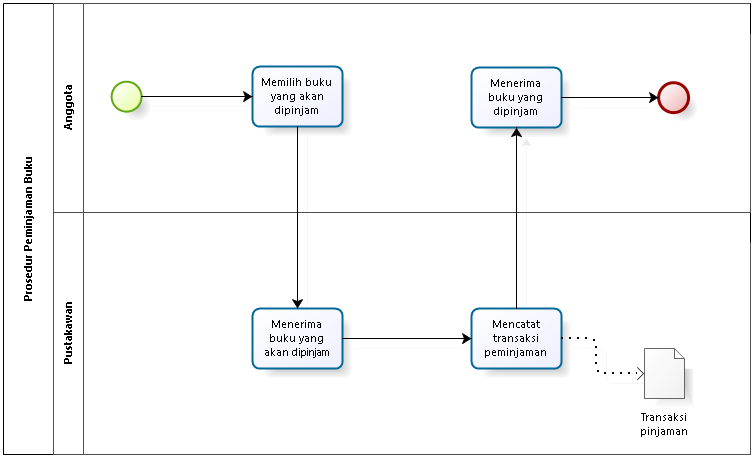 Prosedur Peminjaman Buku
Anggota
Memilih buku
yang akan
dipinjam
Menerima
buku yang
dipinjam
Pustakawan
Menerima
buku yang
akan dipinjam
Mencatat
transaksi
peminjaman
Transaksi
pinjaman